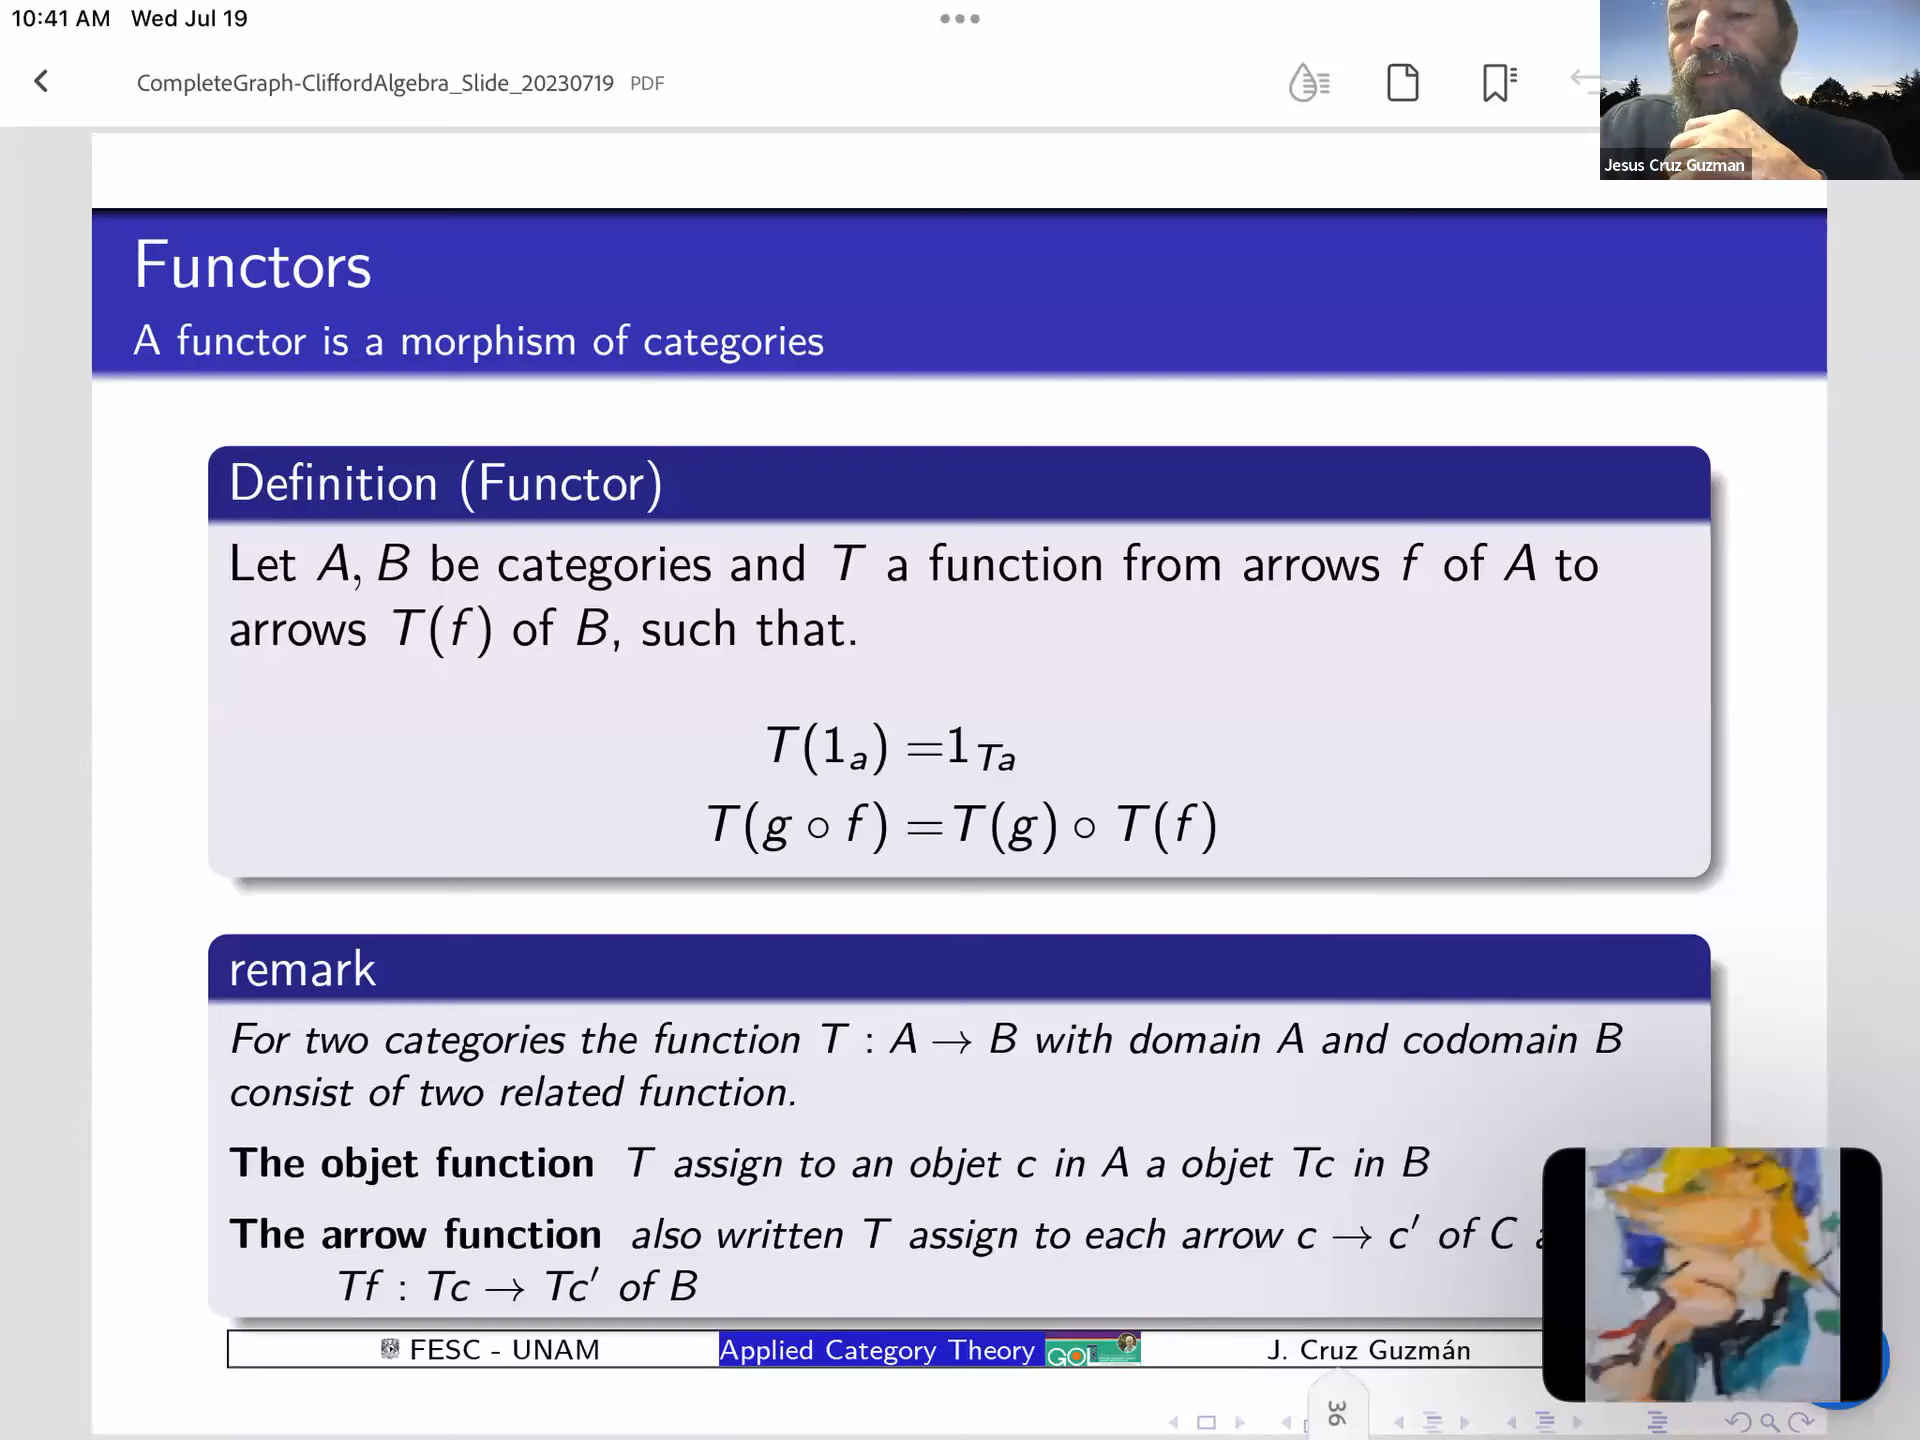 10:41 AM Wed Jul 19
CompleteGraph-CliffordAlgebra_Slide_20230719 PDF
Jesus Cruz Guzman
Functors
A functor is a morphism of categories
Definition (Functor)
Let A, B be categories and T a function from arrows f of A to
arrows T(f) of B, such that.
T(1ₐ) =1_{Ta}
T(g ∘ f) =T(g) ∘ T(f)
remark
For two categories the function T : A → B with domain A and codomain B
consist of two related function.
The objet function T assign to an objet c in A a objet Tc in B
The arrow function also written T assign to each arrow c → c′ of C
Tf : Tc → Tc′ of B
FESC - UNAM Applied Category Theory GOL J. Cruz Guzmán
36